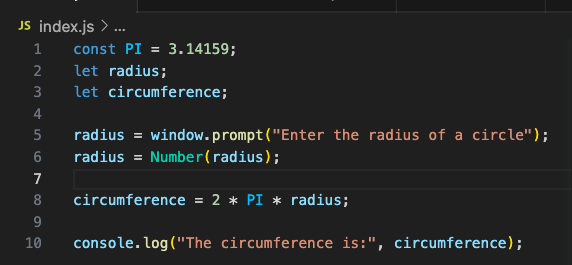 JS index.js > ...
1 const PI = 3.14159;
2 let radius;
3 let circumference;
4
5 radius = window.prompt("Enter the radius of a circle");
6 radius = Number(radius);
7
8 circumference = 2 * PI * radius;
9
10 console.log("The circumference is:", circumference);